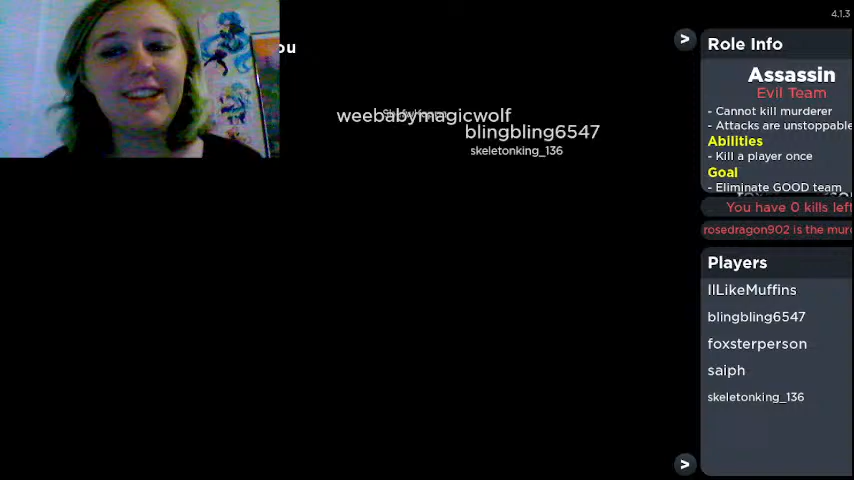 4.1.3
ou
>
Role Info
Assassin
Evil Team
- Cannot kill murderer
- Attacks are unstoppable
Abilities
- Kill a player once
Goal
- Eliminate GOOD team
You have 0 kills left
rosedragon902 is the mur
weebabymagicwolf
blingbling6547
skeletonking_136
Players
IlLikeMuffins
blingbling6547
foxsterperson
saiph
skeletonking_136
>